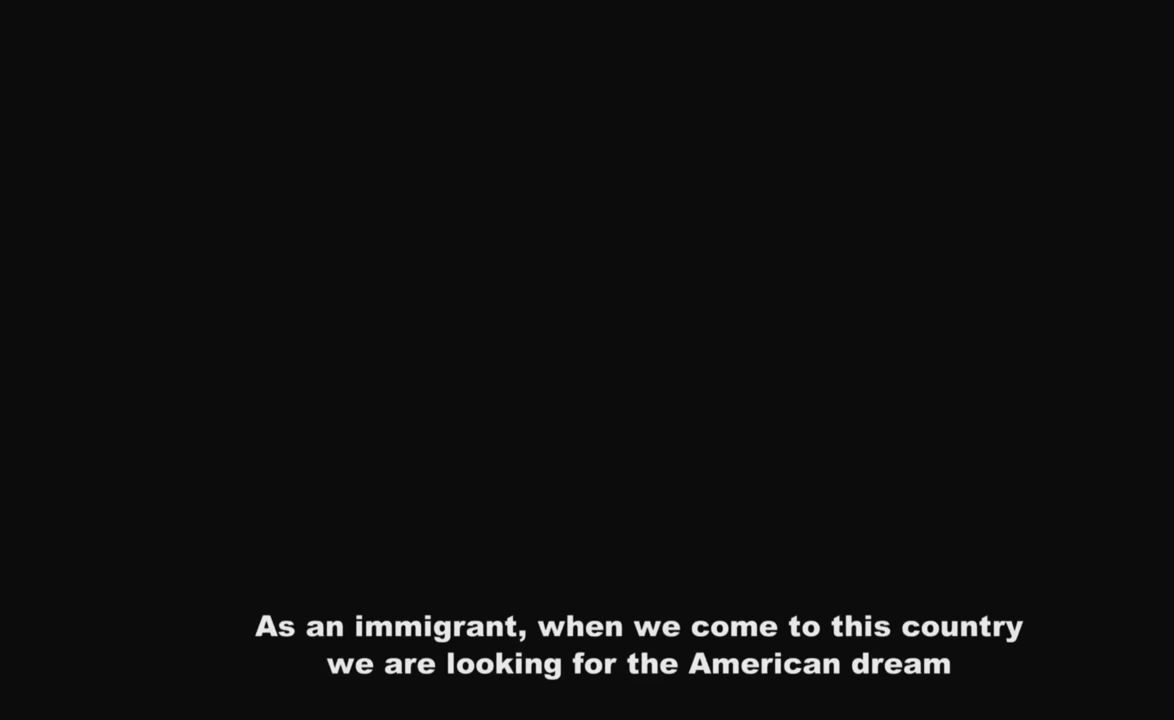 As an immigrant, when we come to this country
we are looking for the American dream